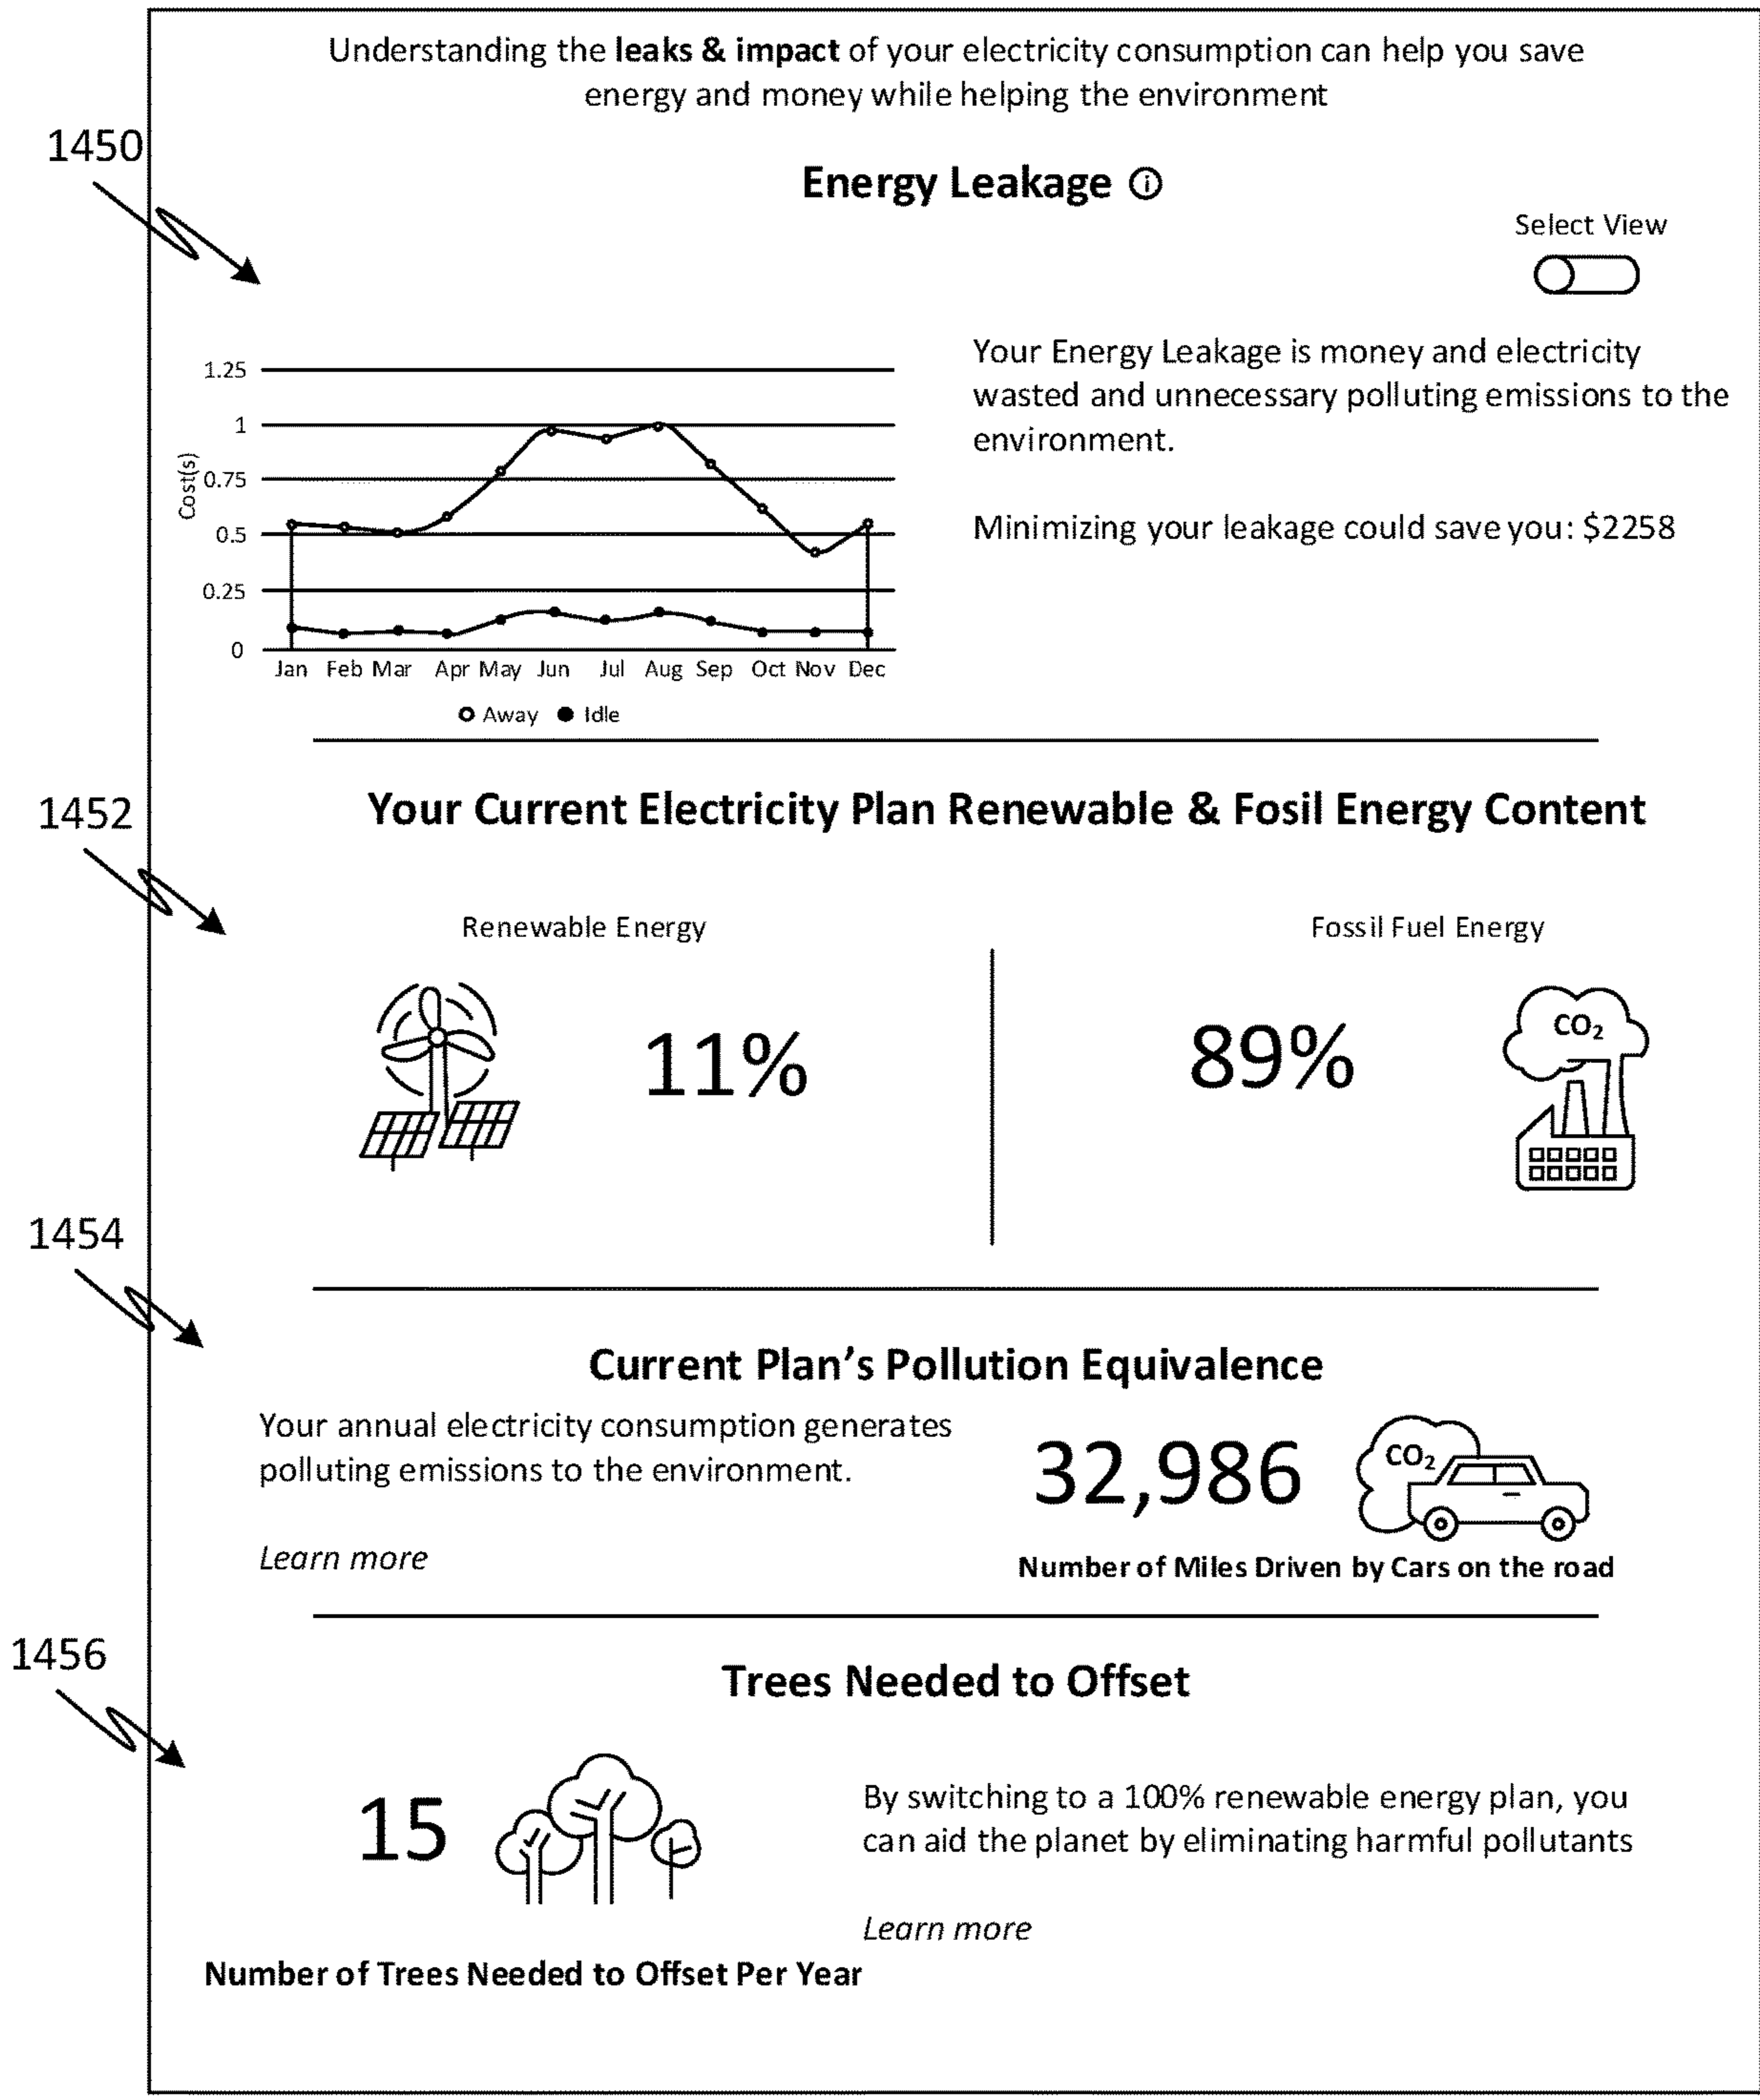 Understanding the leaks & impact of your electricity consumption can help you save
energy and money while helping the environment
1450
Energy Leakage i
Select View
Your Energy Leakage is money and electricity
wasted and unnecessary polluting emissions to the
environment.
Minimizing your leakage could save you: $2258
Cost(s)
1.25
1
0.75
0.5
0.25
0
Jan Feb Mar Apr May Jun Jul Aug Sep Oct Nov Dec
Away Idle
1452
Your Current Electricity Plan Renewable & Fosil Energy Content
Renewable Energy
11%
Fossil Fuel Energy
89%
CO₂
1454
Current Plan’s Pollution Equivalence
Your annual electricity consumption generates
polluting emissions to the environment.
Learn more
32,986
CO₂
Number of Miles Driven by Cars on the road
1456
Trees Needed to Offset
15
Number of Trees Needed to Offset Per Year
By switching to a 100% renewable energy plan, you
can aid the planet by eliminating harmful pollutants
Learn more